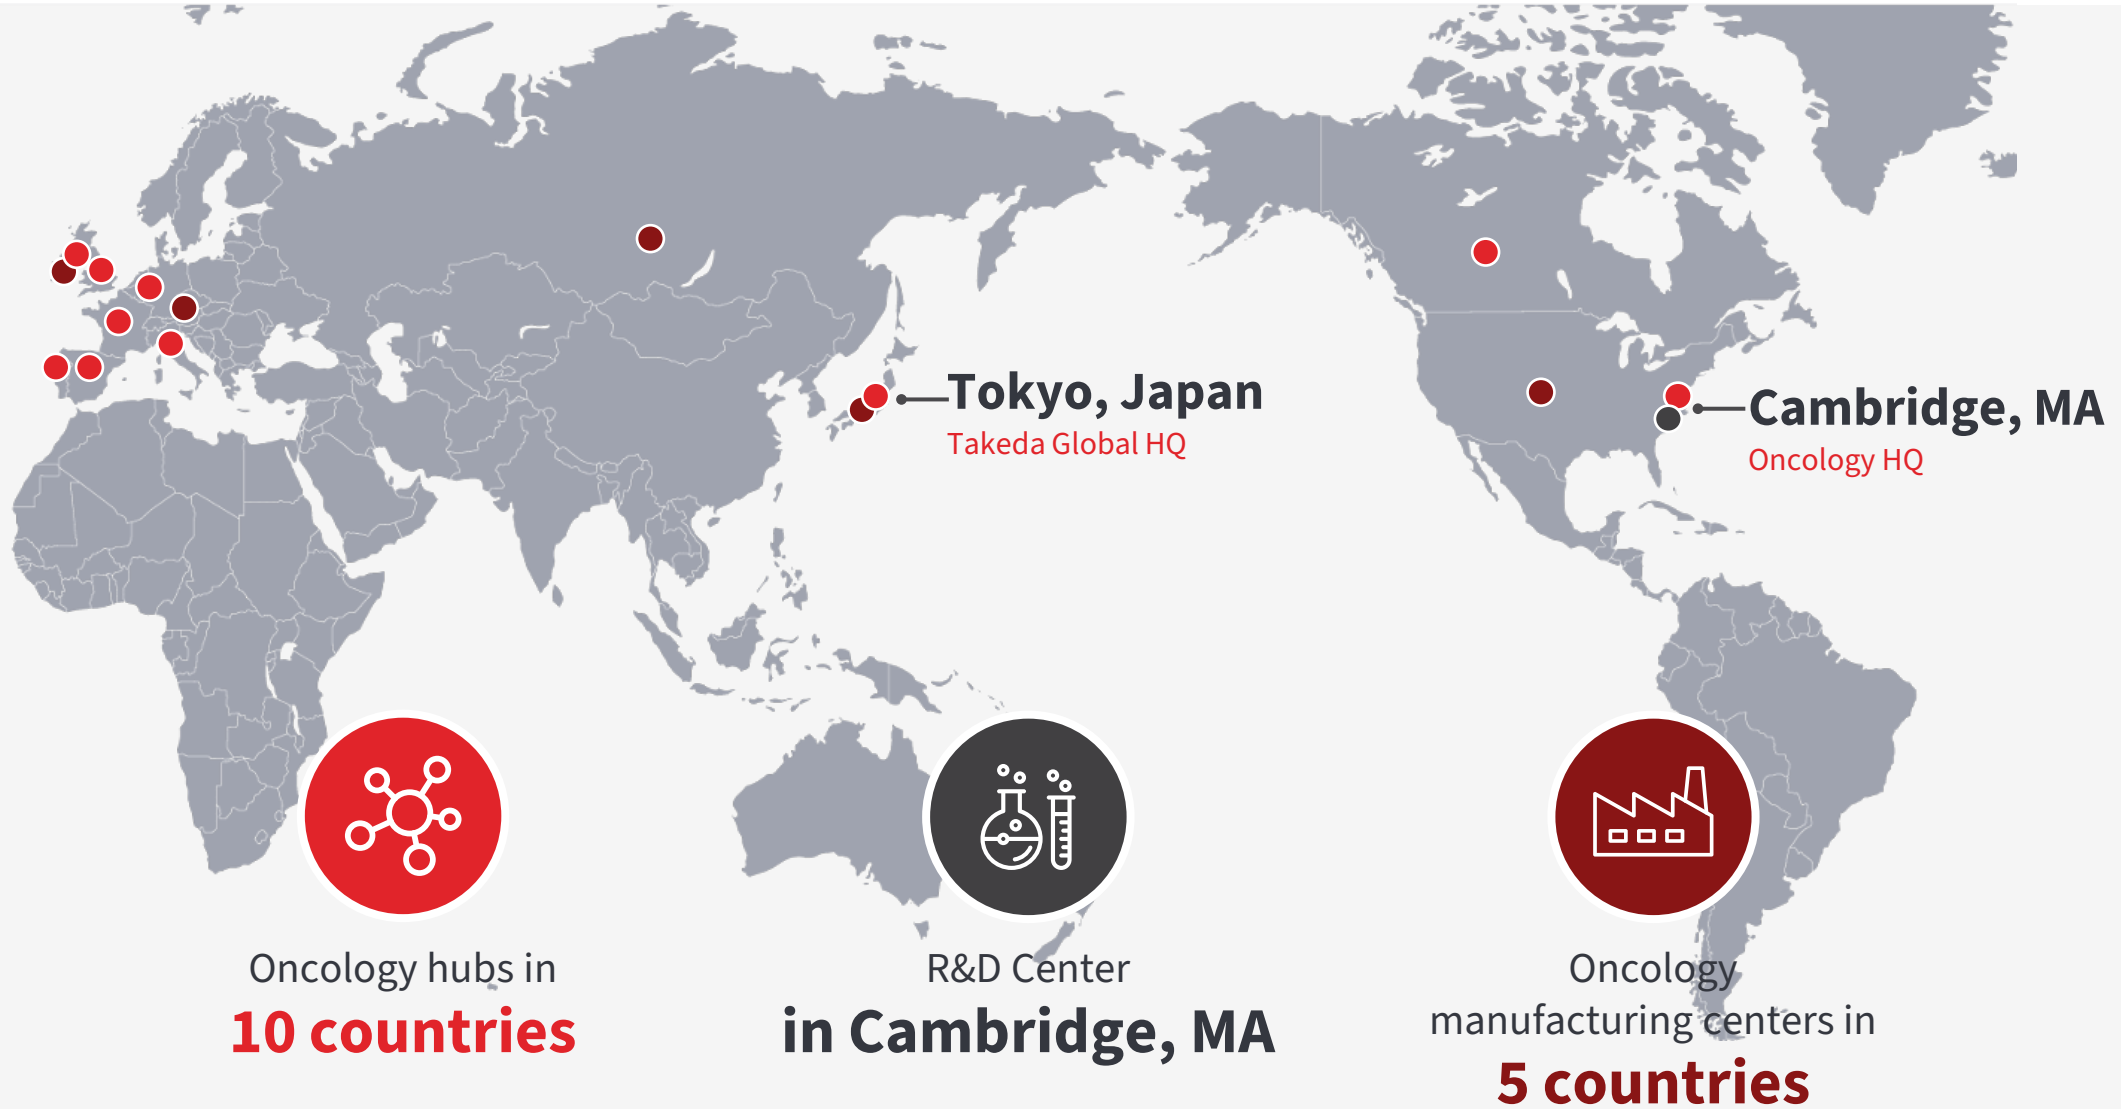 Tokyo, Japan
Takeda Global HQ
Cambridge, MA
Oncology HQ
Oncology hubs in
10 countries
R&D Center
in Cambridge, MA
Oncology
manufacturing centers in
5 countries